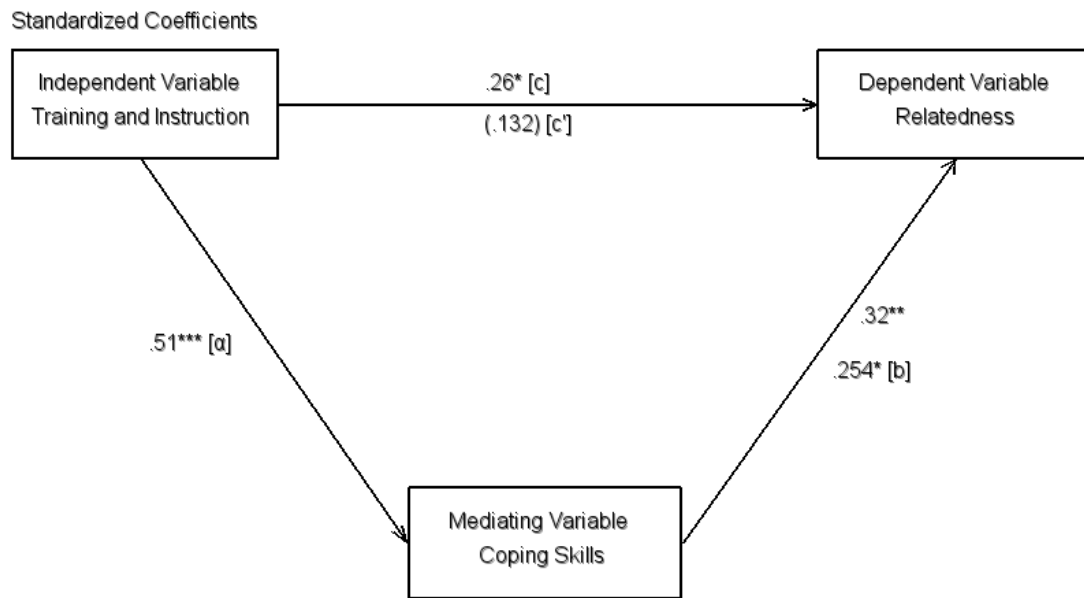 Standardized Coefficients
Independent Variable
Training and Instruction
.26* [c]
(.132) [c']
Dependent Variable
Relatedness
.51*** [α]
.32**
.254* [b]
Mediating Variable
Coping Skills